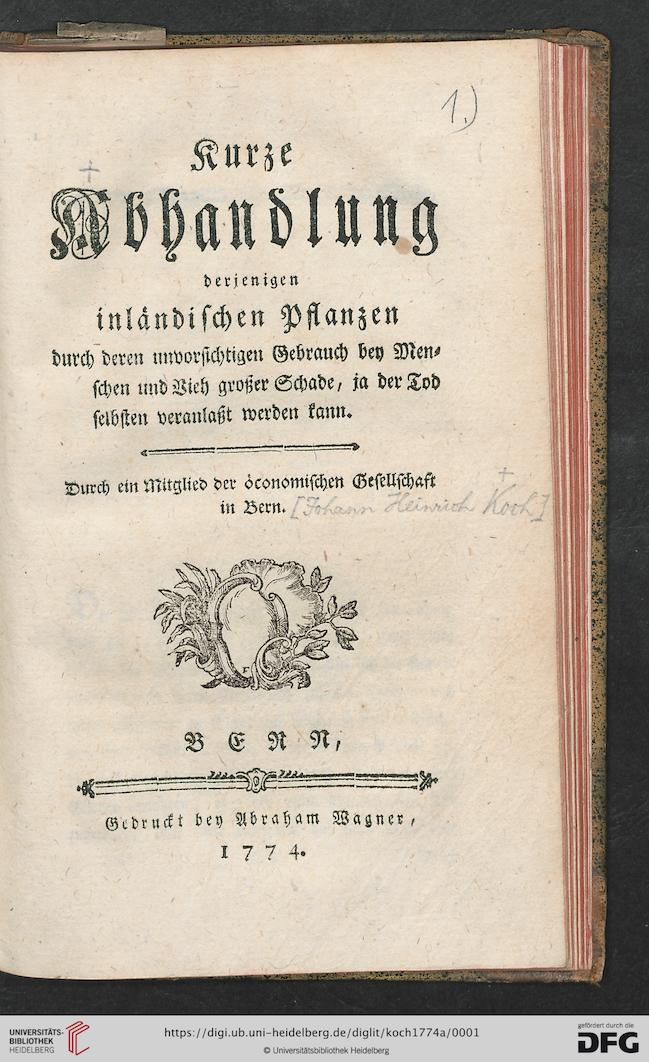 1.)
Kurze
Abhandlung
derjenigen
inländischen Pflanzen
durch deren unvorsichtigen Gebrauch bey Men⸗
schen und Vieh großer Schade, ja der Tod
selbsten veranlaßt werden kann.
Durch ein Mitglied der öconomischen Gesellschaft
in Bern. [Johann Heinrich Koch]
BERN,
Gedruckt bey Abraham Wagner,
1774.
UNIVERSITÄTS-
BIBLIOTHEK
HEIDELBERG
https://digi.ub.uni-heidelberg.de/diglit/koch1774a/0001
© Universitätsbibliothek Heidelberg
gefördert durch die
DFG